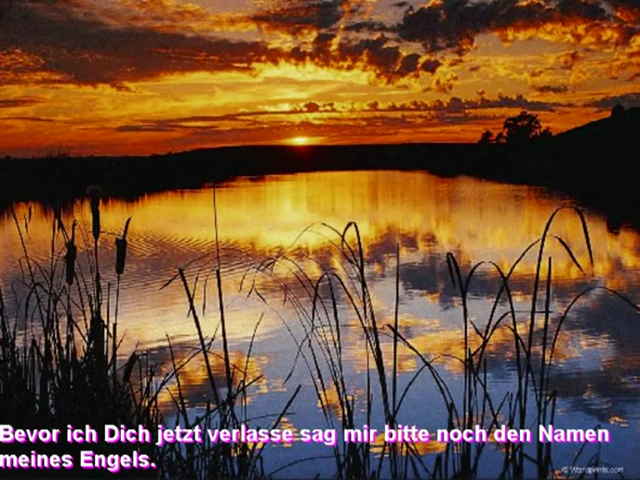 Bevor ich Dich jetzt verlasse sag mir bitte noch den Namen
meines Engels.